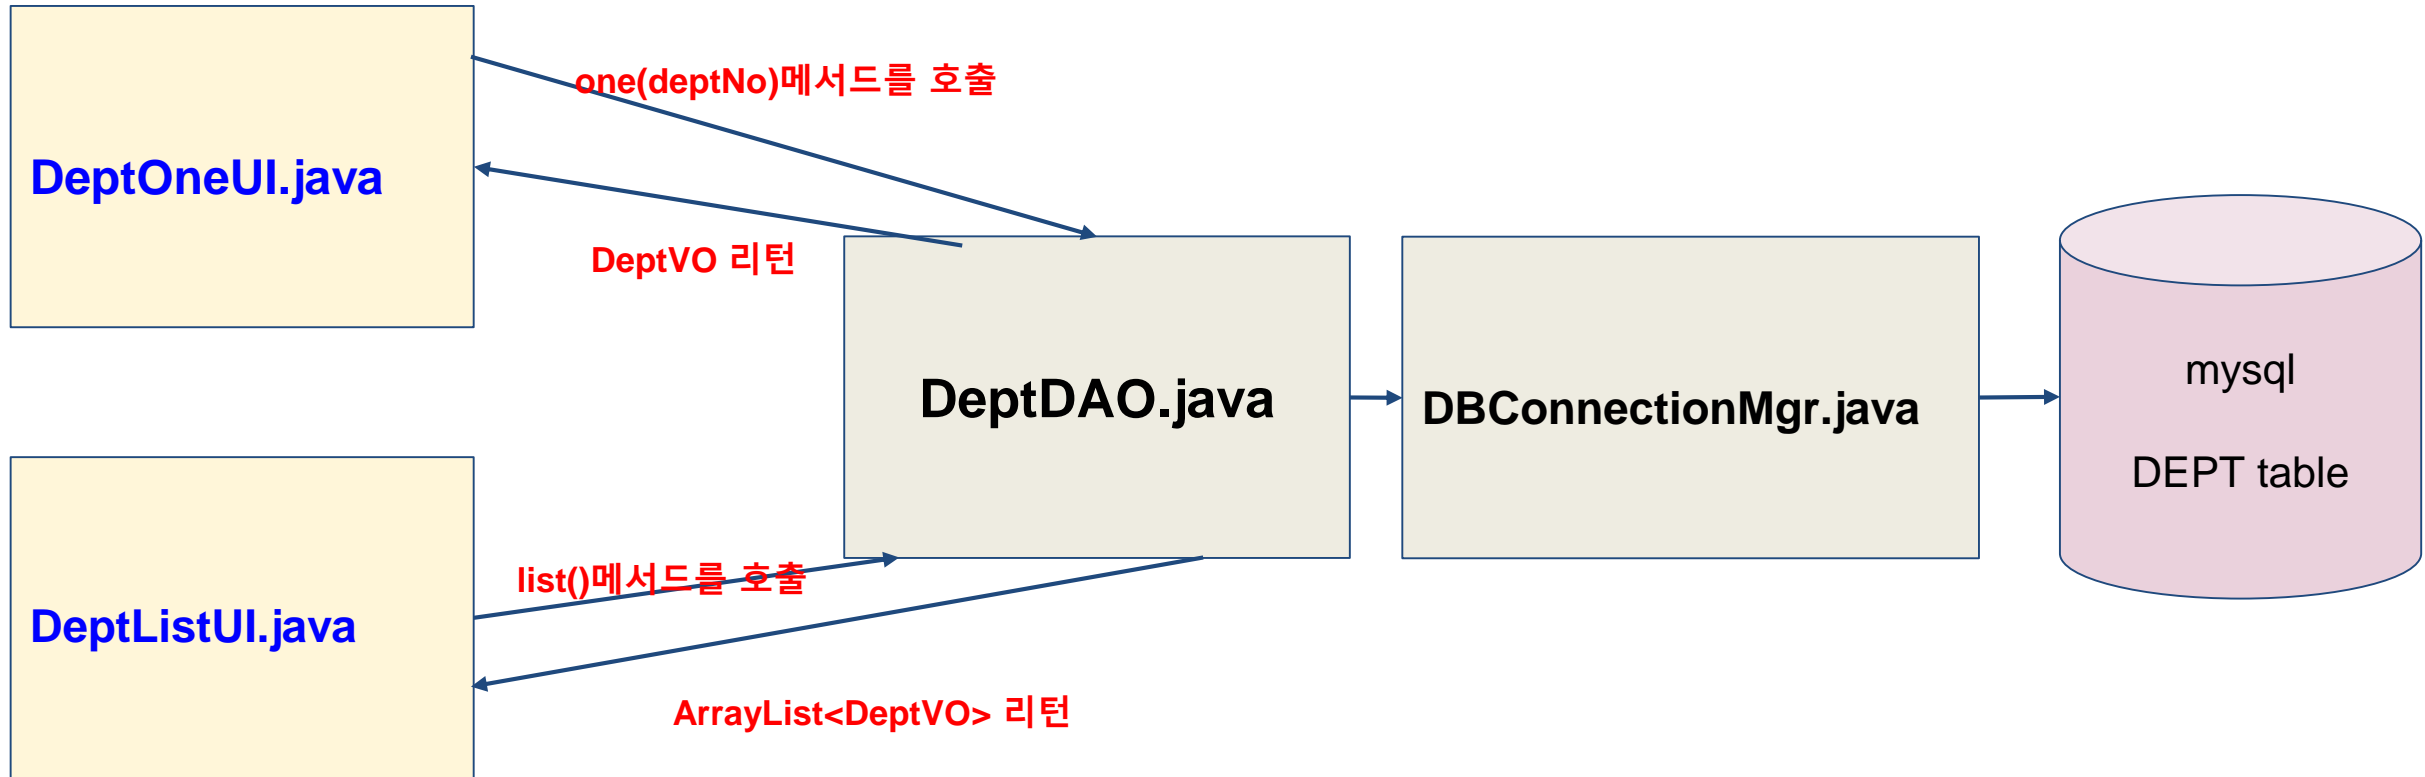 one(deptNo)메서드를 호출
DeptOneUI.java
DeptVO 리턴
DeptDAO.java
DBConnectionMgr.java
mysql
DEPT table
list()메서드를 호출
DeptListUI.java
ArrayList<DeptVO> 리턴